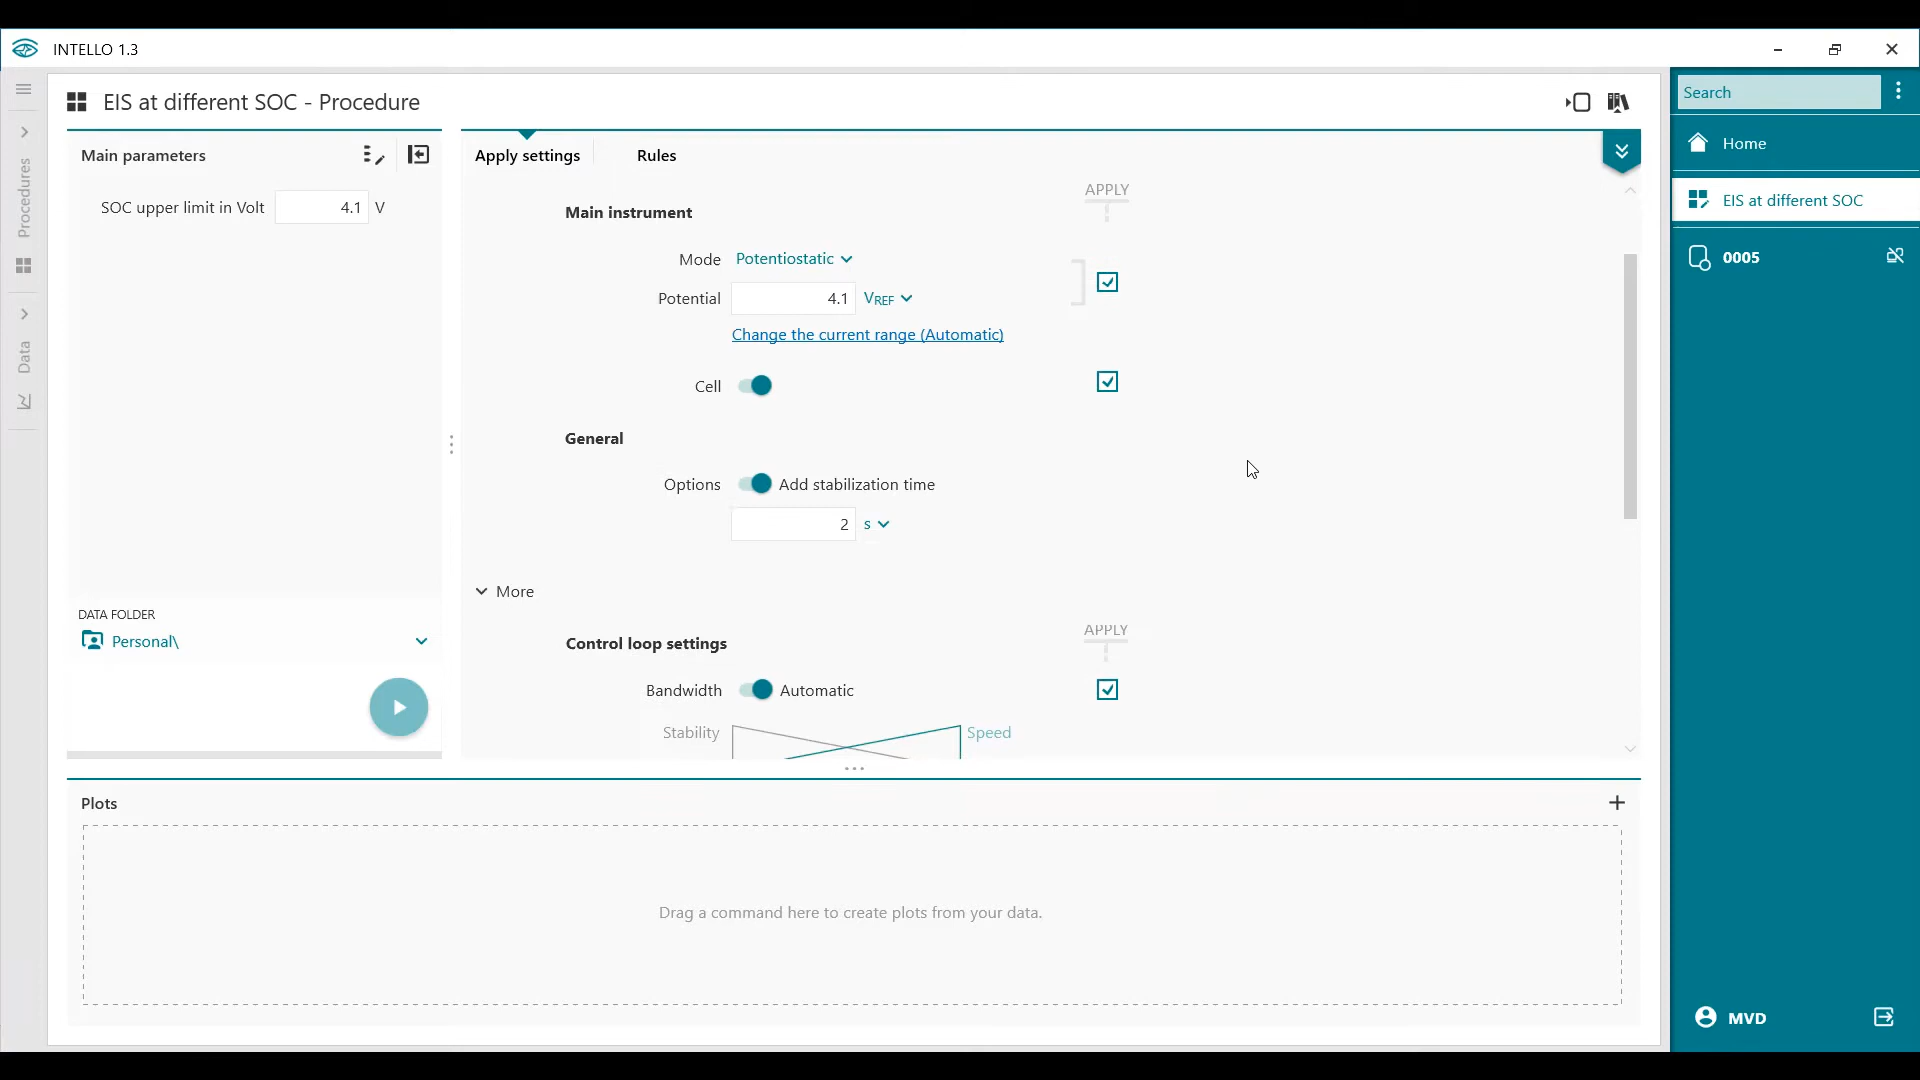 INTELLO 1.3
EIS at different SOC - Procedure
Search
Home
EIS at different SOC
0005
MVD
Procedures
Data
Main parameters
SOC upper limit in Volt 4.1 V
DATA FOLDER
Personal\
Apply settings
Rules
APPLY
Main instrument
Mode Potentiostatic
Potential 4.1 VREF
Change the current range (Automatic)
Cell
General
Options Add stabilization time
2 s
More
APPLY
Control loop settings
Bandwidth Automatic
Stability Speed
Plots
Drag a command here to create plots from your data.